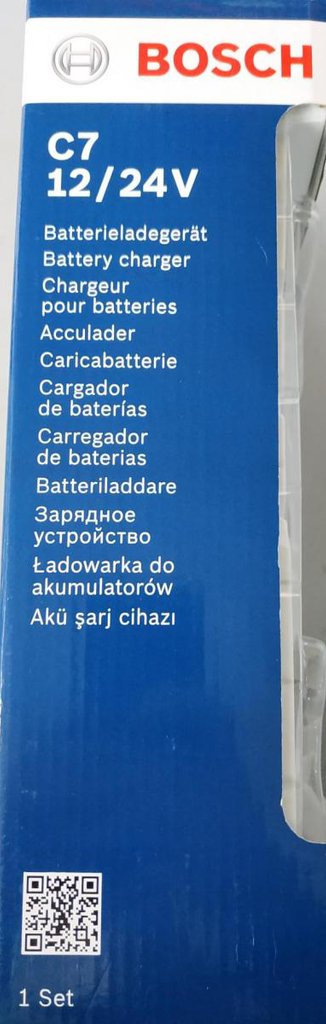 BOSCH
C7
12/24V
Batterieladegerät
Battery charger
Chargeur
pour batteries
Acculader
Caricabatterie
Cargador
de baterías
Carregador
de baterias
Batteriladdare
Зарядное
устройство
Ładowarka do
akumulatorów
Akü şarj cihazı
1 Set